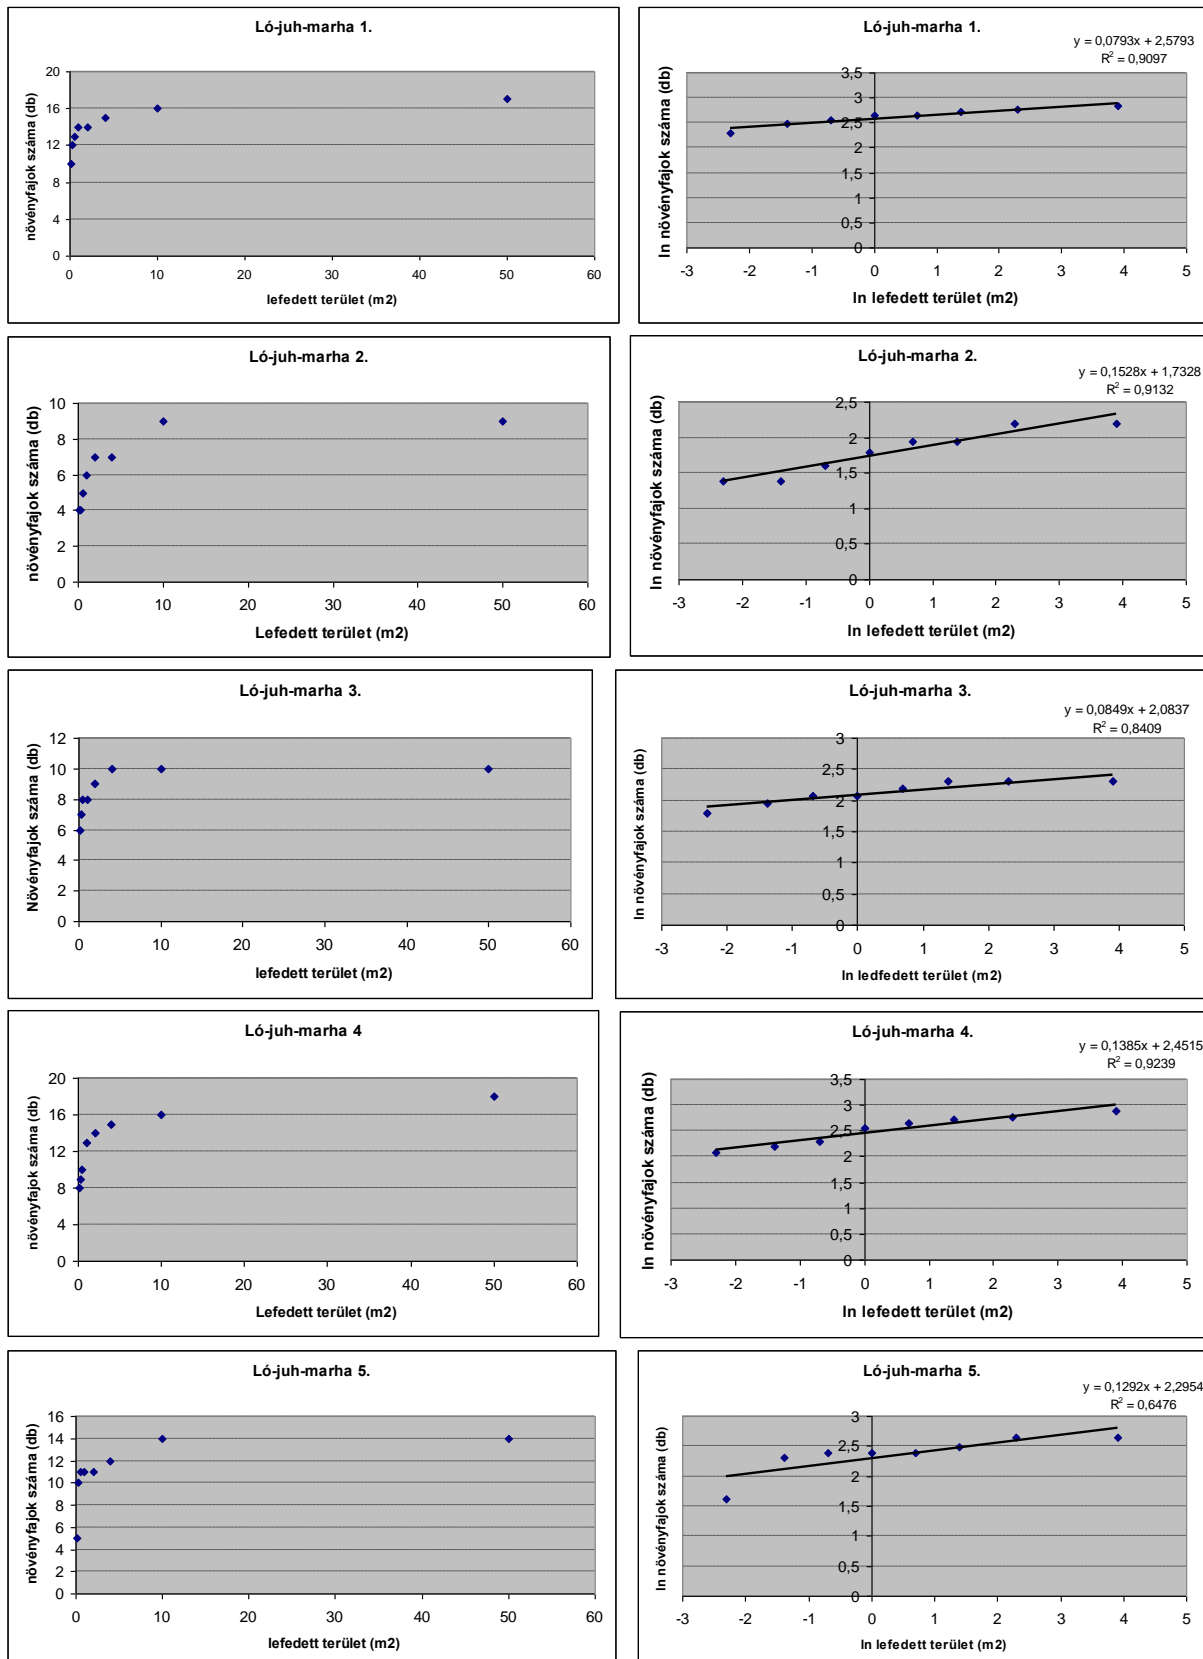 Ló-juh-marha 1.
növényfajok száma (db)
20
16
12
8
4
0
0 10 20 30 40 50 60
lefedett terület (m2)
Ló-juh-marha 1.
y = 0,0793x + 2,5793
R² = 0,9097
ln növényfajok száma (db)
3,5
3
2,5
2
1,5
1
0,5
0
-3 -2 -1 0 1 2 3 4 5
ln lefedett terület (m2)
Ló-juh-marha 2.
növényfajok száma (db)
10
8
6
4
2
0
0 10 20 30 40 50 60
Lefedett terület (m2)
Ló-juh-marha 2.
y = 0,1528x + 1,7328
R² = 0,9132
ln növényfajok száma (db)
2,5
2
1,5
1
0,5
0
-3 -2 -1 0 1 2 3 4 5
ln lefedett terület (m2)
Ló-juh-marha 3.
Növényfajok száma (db)
12
10
8
6
4
2
0
0 10 20 30 40 50 60
lefedett terület (m2)
Ló-juh-marha 3.
y = 0,0849x + 2,0837
R² = 0,8409
ln növényfajok száma (db)
3
2,5
2
1,5
1
0,5
0
-3 -2 -1 0 1 2 3 4 5
ln ledfedett terület (m2)
Ló-juh-marha 4
növényfajok száma (db)
20
16
12
8
4
0
0 10 20 30 40 50 60
Lefedett terület (m2)
Ló-juh-marha 4.
y = 0,1385x + 2,4515
R² = 0,9239
ln növényfajok száma (db)
3,5
3
2,5
2
1,5
1
0,5
0
-3 -2 -1 0 1 2 3 4 5
ln lefedett terület (m2)
Ló-juh-marha 5.
növényfajok száma (db)
16
14
12
10
8
6
4
2
0
0 10 20 30 40 50 60
lefedett terület (m2)
Ló-juh-marha 5.
y = 0,1292x + 2,2954
R² = 0,6476
ln növényfajok száma (db)
3
2,5
2
1,5
1
0,5
0
-3 -2 -1 0 1 2 3 4 5
ln lefedett terület (m2)